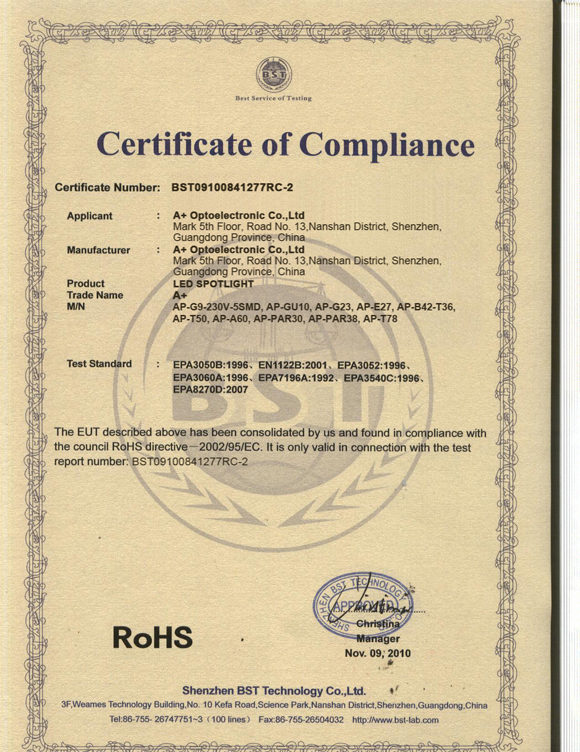 BST
Best Service of Testing
Certificate of Compliance
Certificate Number: BST09100841277RC-2
Applicant : A+ Optoelectronic Co.,Ltd
Mark 5th Floor, Road No. 13,Nanshan District, Shenzhen,
Guangdong Province, China
Manufacturer : A+ Optoelectronic Co.,Ltd
Mark 5th Floor, Road No. 13,Nanshan District, Shenzhen,
Guangdong Province, China
Product LED SPOTLIGHT
Trade Name A+
M/N AP-G9-230V-5SMD, AP-GU10, AP-G23, AP-E27, AP-B42-T36,
AP-T50, AP-A60, AP-PAR30, AP-PAR38, AP-T78
Test Standard : EPA3050B:1996、EN1122B:2001、EPA3052:1996、
EPA3060A:1996、EPA7196A:1992、EPA3540C:1996、
EPA8270D:2007
BST
The EUT described above has been consolidated by us and found in compliance with
the council RoHS directive—2002/95/EC. It is only valid in connection with the test
report number: BST09100841277RC-2
SHENZHEN BST TECHNOLOGY
APPROVED
Christina
Manager
Nov. 09, 2010
RoHS
Shenzhen BST Technology Co.,Ltd.
3F,Weames Technology Building,No. 10 Kefa Road,Science Park,Nanshan District,Shenzhen,Guangdong,China
Tel:86-755- 26747751~3（100 lines） Fax:86-755-26504032 http://www.bst-lab.com